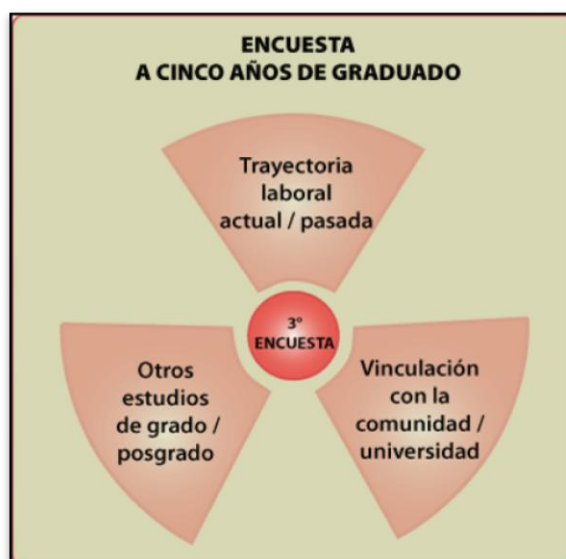 ENCUESTA
A CINCO AÑOS DE GRADUADO
Trayectoria
laboral
actual / pasada
3°
ENCUESTA
Otros
estudios
de grado /
posgrado
Vinculación
con la
comunidad /
universidad